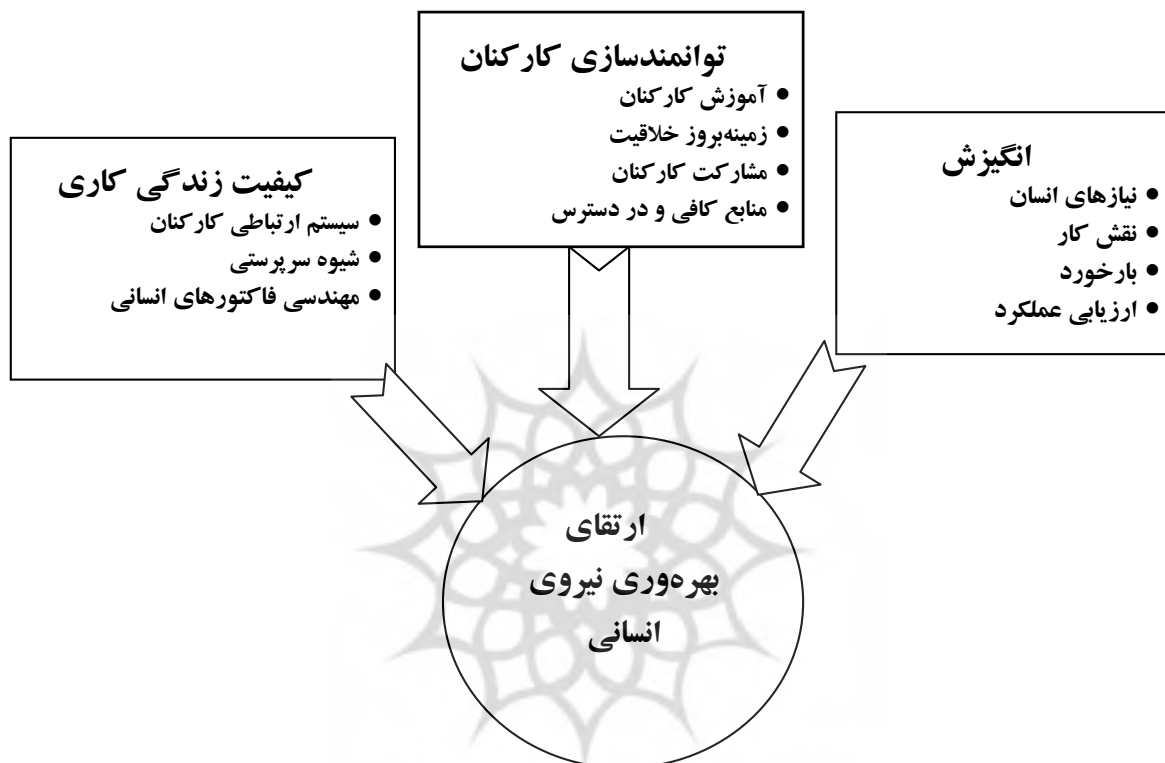 توانمندسازی کارکنان
• آموزش کارکنان
• زمینه‌بروز خلاقیت
• مشارکت کارکنان
• منابع کافی و در دسترس
انگیزش
• نیازهای انسان
• نقش کار
• بارخورد
• ارزیابی عملکرد
کیفیت زندگی کاری
• سیستم ارتباطی کارکنان
• شیوه سرپرستی
• مهندسی فاکتورهای انسانی
ارتقای
بهره‌وری نیروی
انسانی